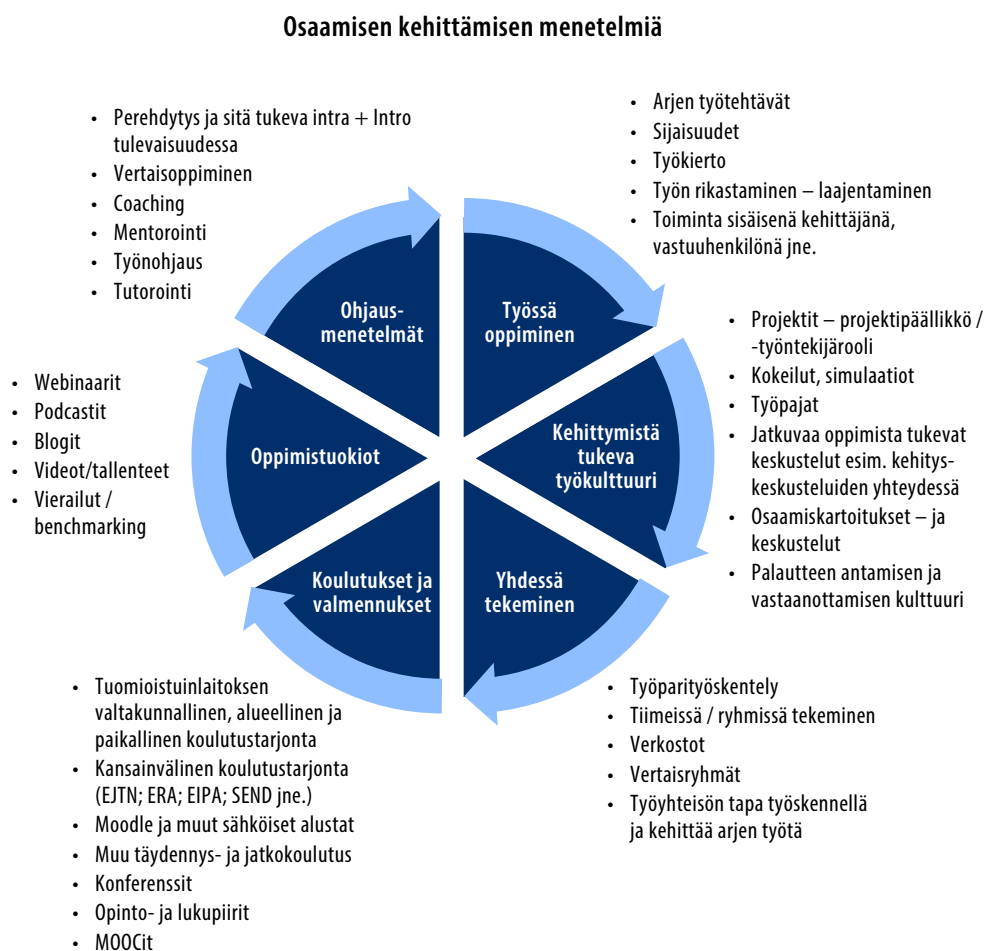 Osaamisen kehittämisen menetelmiä
• Perehdytys ja sitä tukeva intra + Intro
tulevaisuudessa
• Vertaisoppiminen
• Coaching
• Mentorointi
• Työnohjaus
• Tutorointi
• Arjen työtehtävät
• Sijaisuudet
• Työkierto
• Työn rikastaminen – laajentaminen
• Toiminta sisäisenä kehittäjänä,
vastuuhenkilönä jne.
Ohjaus-
menetelmät
Työssä
oppiminen
• Webinaarit
• Podcastit
• Blogit
• Videot/tallenteet
• Vierailut /
benchmarking
Oppimistuokiot
Kehittymistä
tukeva
työkulttuuri
• Projektit – projektipäällikkö /
-työntekijärooli
• Kokeilut, simulaatiot
• Työpajat
• Jatkuvaa oppimista tukevat
keskustelut esim. kehitys-
keskusteluiden yhteydessä
• Osaamiskartoitukset – ja
keskustelut
• Palautteen antamisen ja
vastaanottamisen kulttuuri
Koulutukset ja
valmennukset
Yhdessä
tekeminen
• Tuomioistuinlaitoksen
valtakunnallinen, alueellinen ja
paikallinen koulutustarjonta
• Kansainvälinen koulutustarjonta
(EJTN; ERA; EIPA; SEND jne.)
• Moodle ja muut sähköiset alustat
• Muu täydennys- ja jatkokoulutus
• Konferenssit
• Opinto- ja lukupiirit
• MOOCit
• Työparityöskentely
• Tiimeissä / ryhmissä tekeminen
• Verkostot
• Vertaisryhmät
• Työyhteisön tapa työskennellä
ja kehittää arjen työtä